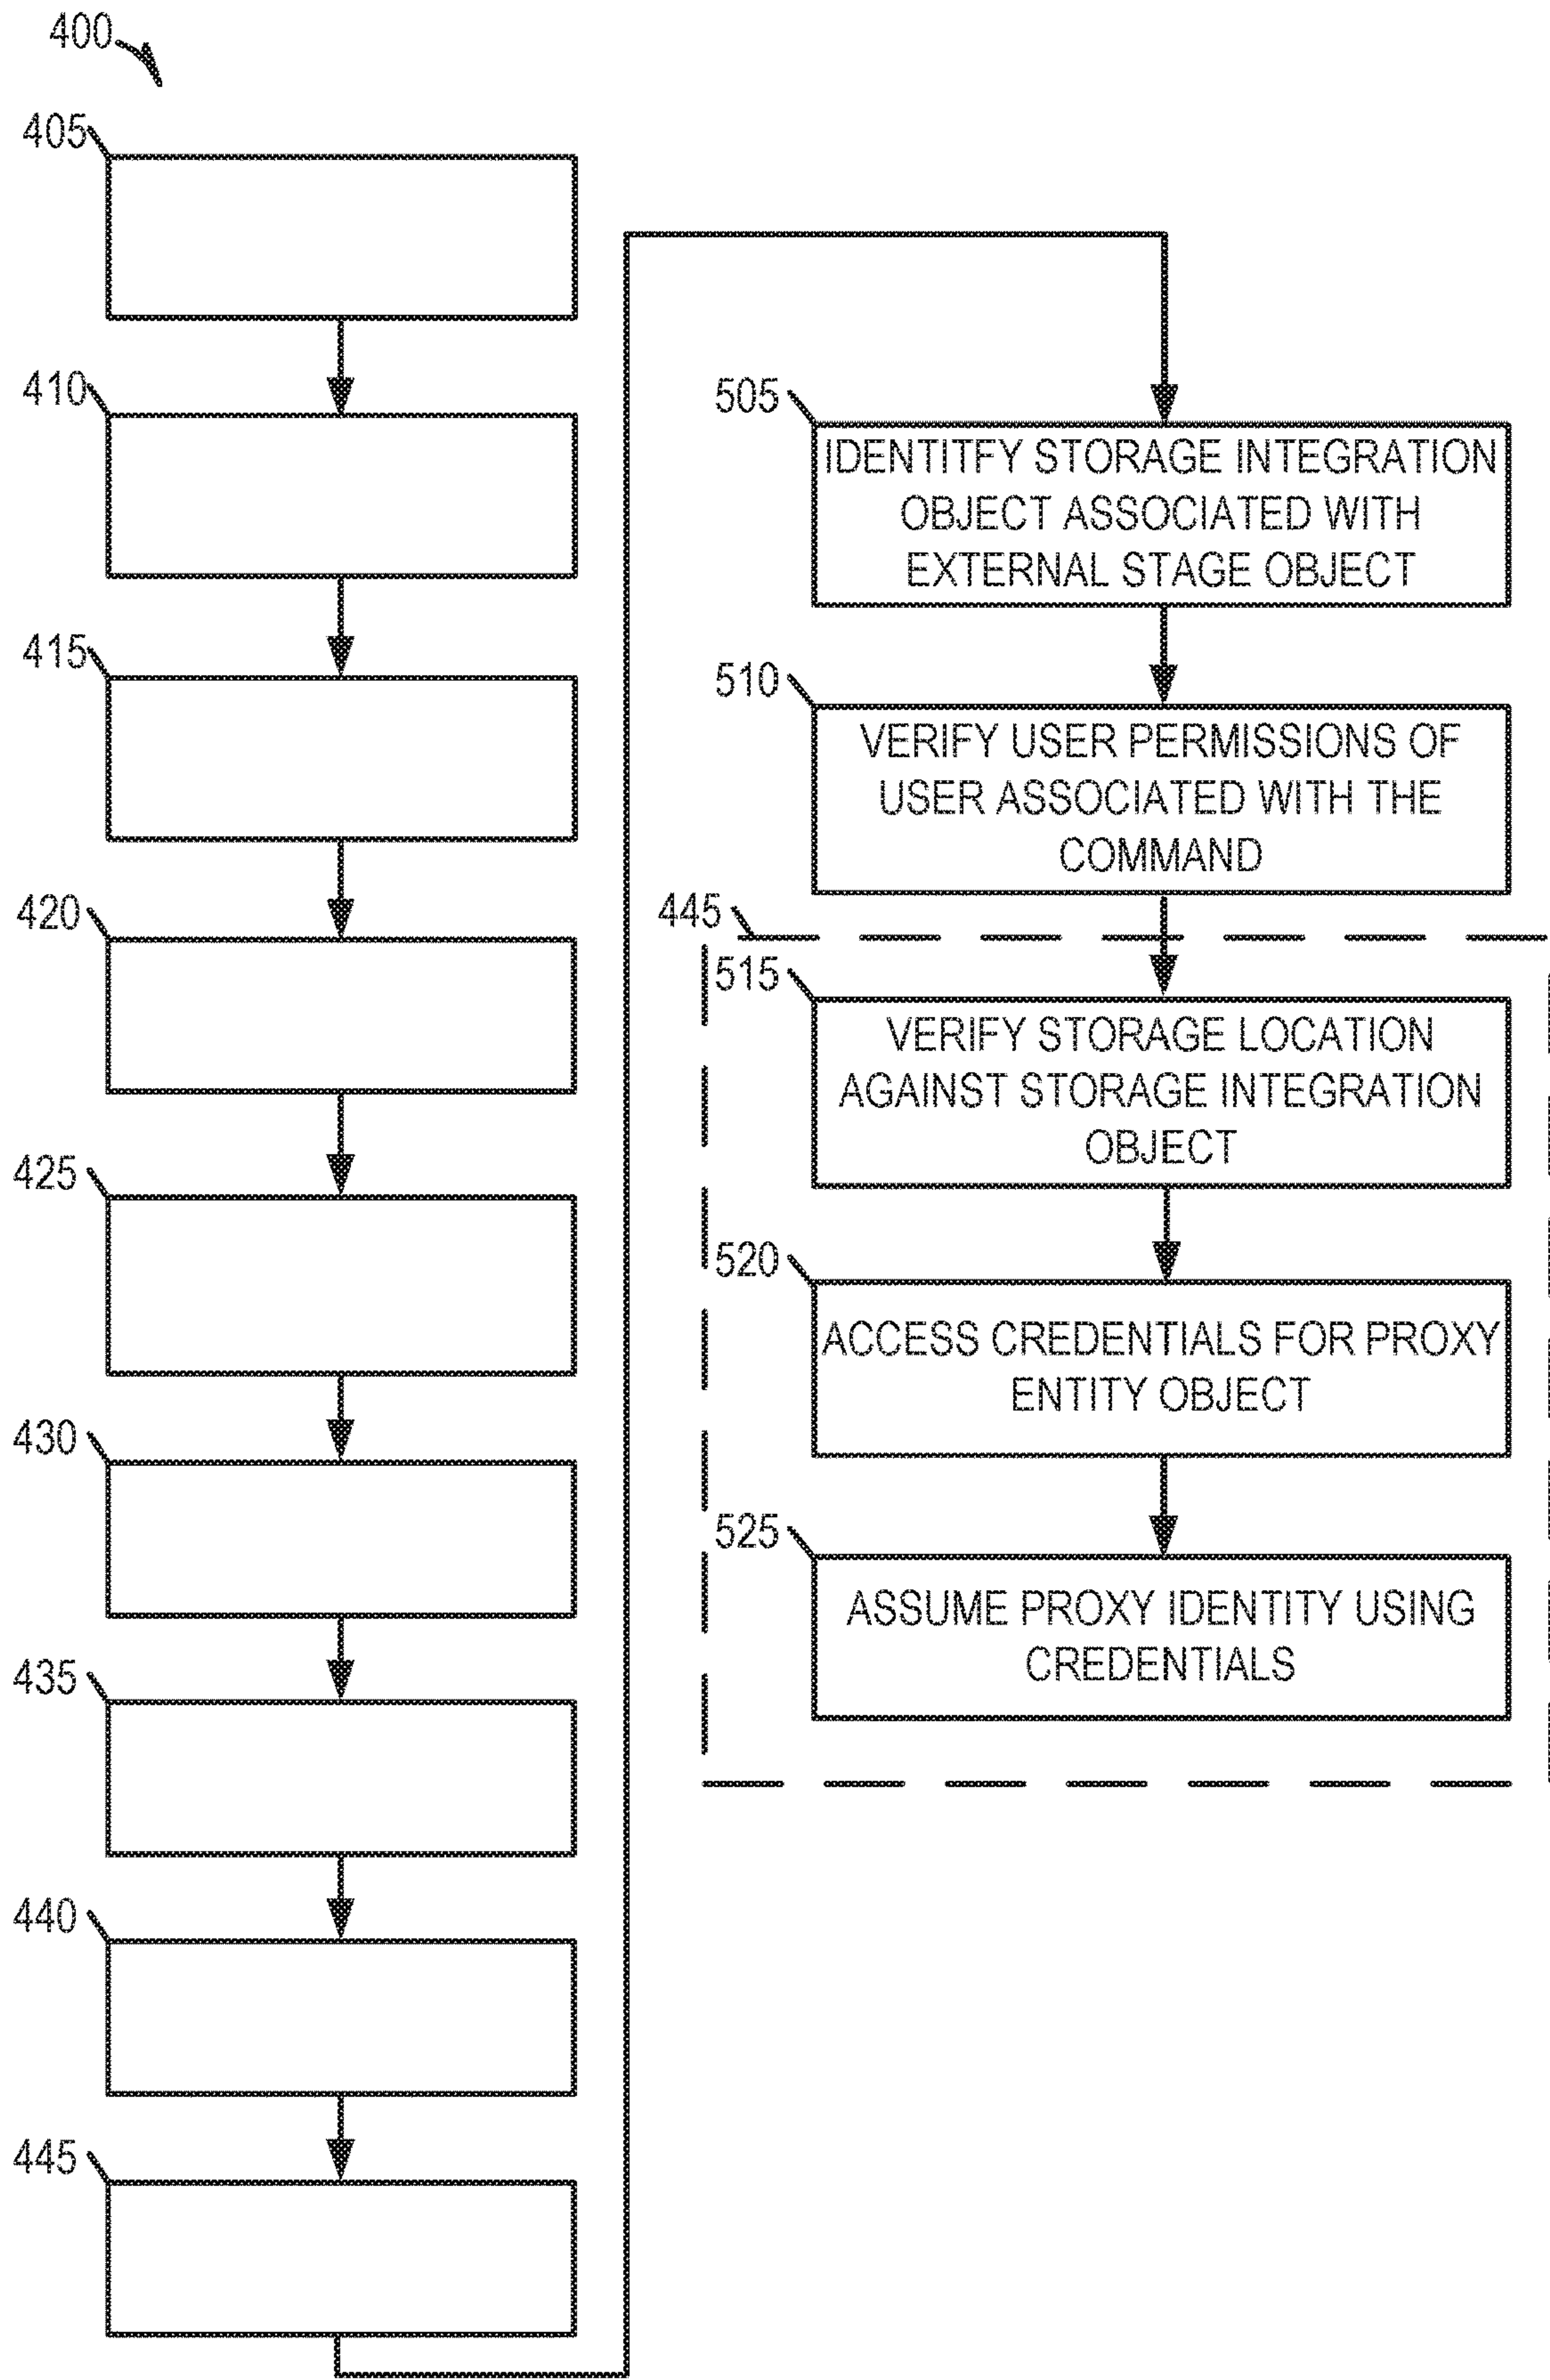 400
405
410
415
420
425
430
435
440
445
505
IDENTITFY STORAGE INTEGRATION
OBJECT ASSOCIATED WITH
EXTERNAL STAGE OBJECT
510
VERIFY USER PERMISSIONS OF
USER ASSOCIATED WITH THE
COMMAND
445
515
VERIFY STORAGE LOCATION
AGAINST STORAGE INTEGRATION
OBJECT
520
ACCESS CREDENTIALS FOR PROXY
ENTITY OBJECT
525
ASSUME PROXY IDENTITY USING
CREDENTIALS